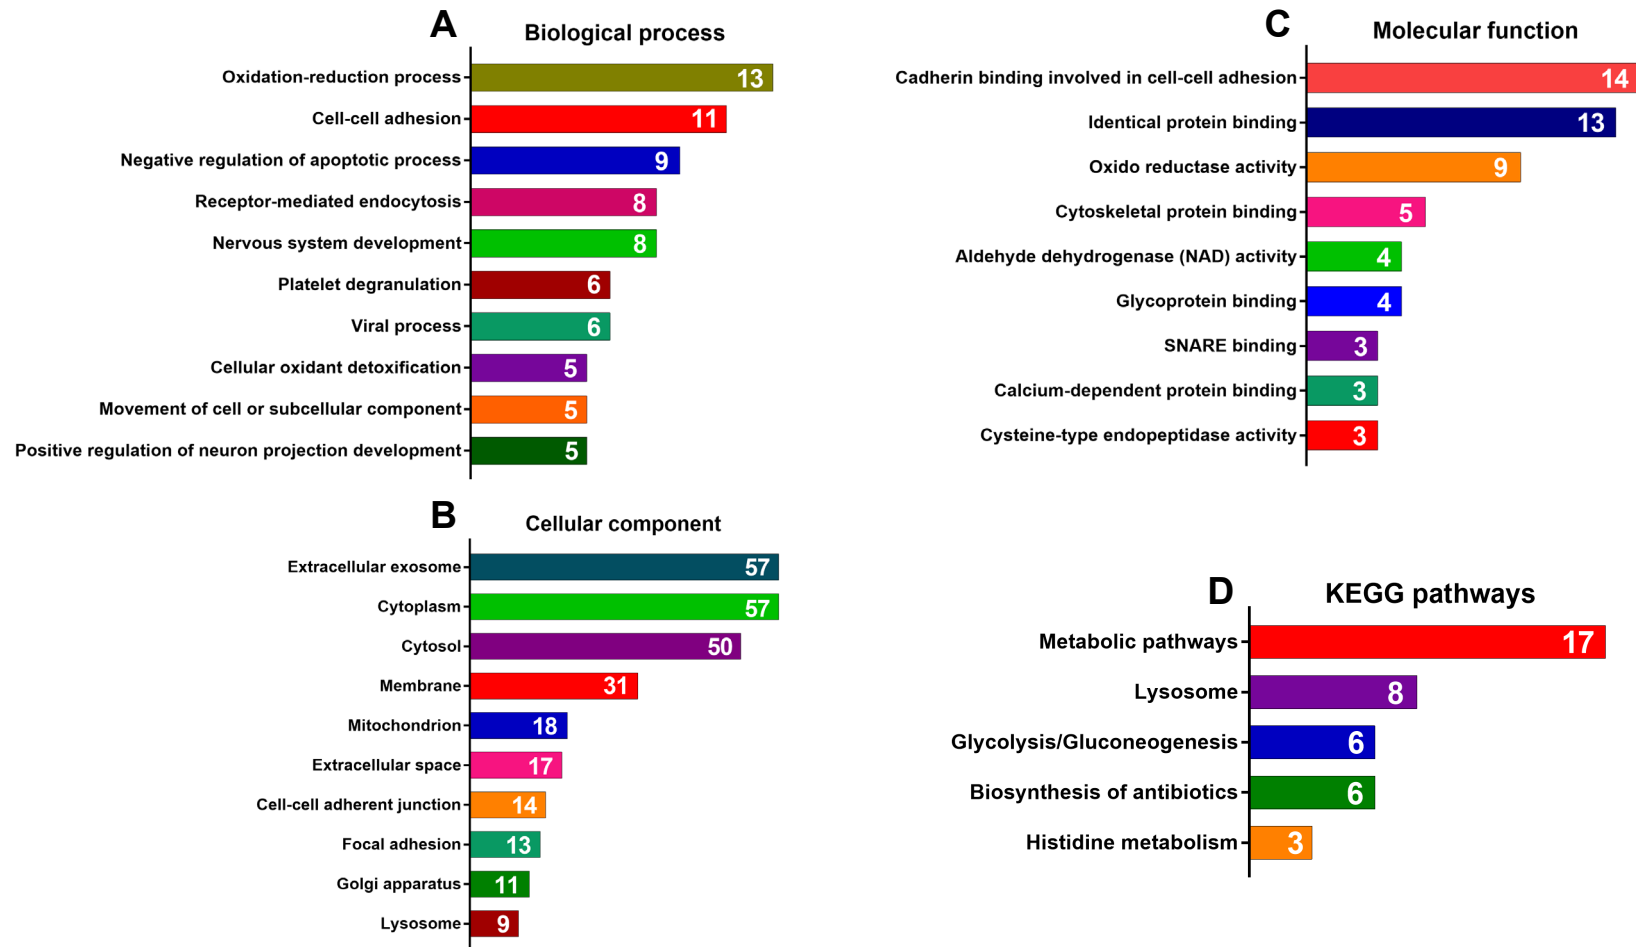 A
Biological process
Oxidation-reduction process 13
Cell-cell adhesion 11
Negative regulation of apoptotic process 9
Receptor-mediated endocytosis 8
Nervous system development 8
Platelet degranulation 6
Viral process 6
Cellular oxidant detoxification 5
Movement of cell or subcellular component 5
Positive regulation of neuron projection development 5
B
Cellular component
Extracellular exosome 57
Cytoplasm 57
Cytosol 50
Membrane 31
Mitochondrion 18
Extracellular space 17
Cell-cell adherent junction 14
Focal adhesion 13
Golgi apparatus 11
Lysosome 9
C
Molecular function
Cadherin binding involved in cell-cell adhesion 14
Identical protein binding 13
Oxido reductase activity 9
Cytoskeletal protein binding 5
Aldehyde dehydrogenase (NAD) activity 4
Glycoprotein binding 4
SNARE binding 3
Calcium-dependent protein binding 3
Cysteine-type endopeptidase activity 3
D
KEGG pathways
Metabolic pathways 17
Lysosome 8
Glycolysis/Gluconeogenesis 6
Biosynthesis of antibiotics 6
Histidine metabolism 3